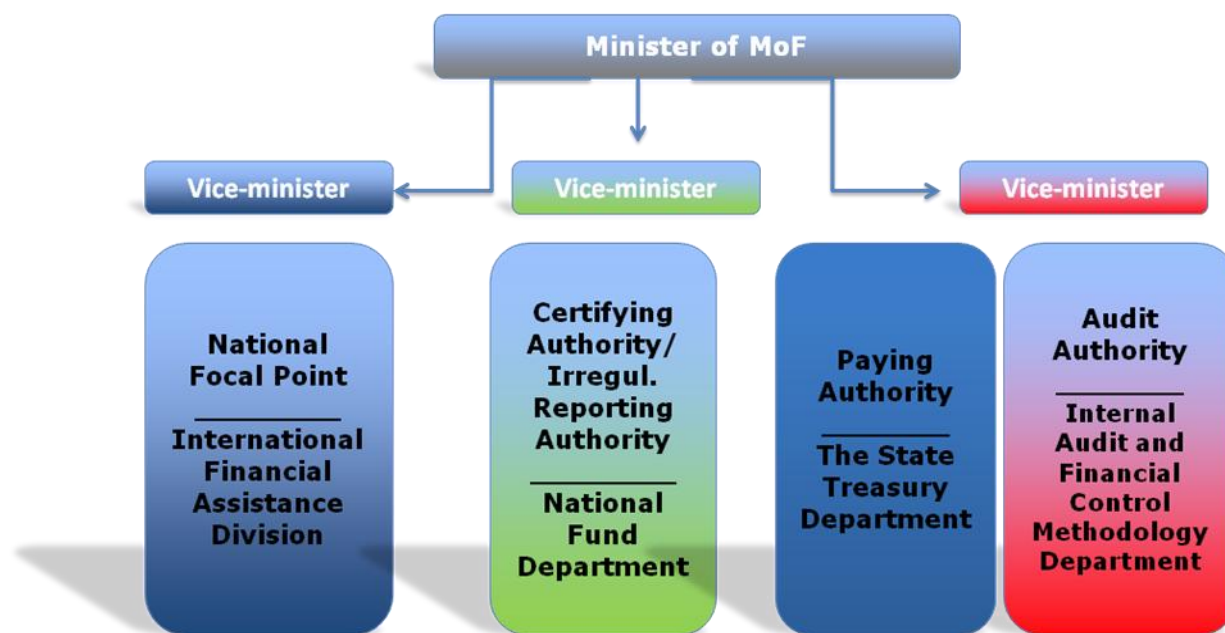 Minister of MoF
Vice-minister
Vice-minister
Vice-minister
National
Focal Point
International
Financial
Assistance
Division
Certifying
Authority/
Irregul.
Reporting
Authority
National
Fund
Department
Paying
Authority
The State
Treasury
Department
Audit
Authority
Internal
Audit and
Financial
Control
Methodology
Department